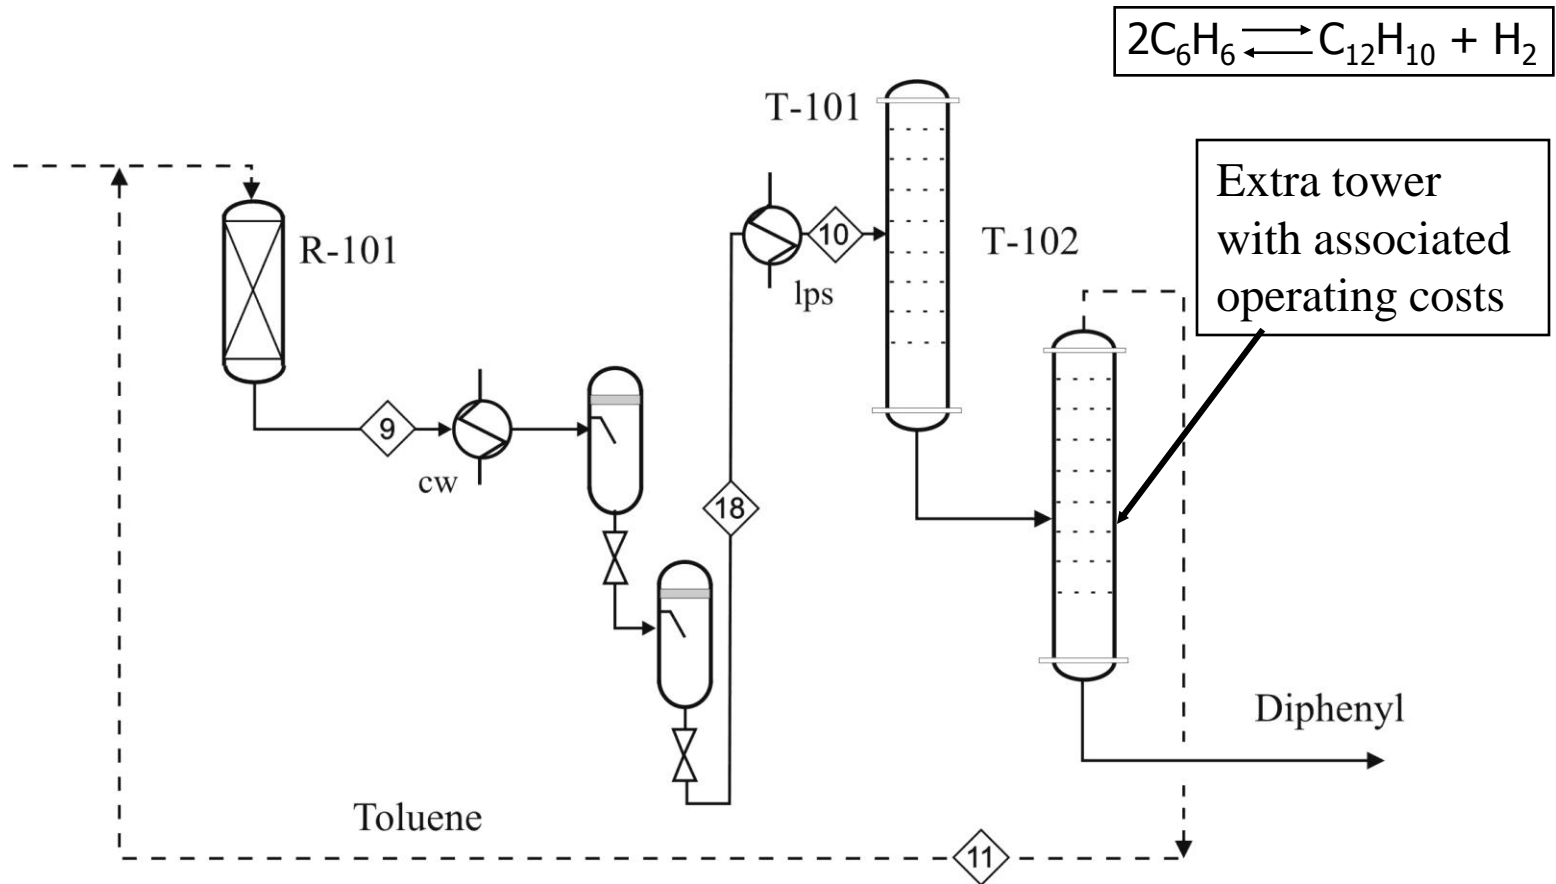 2C₆H₆ ⇌ C₁₂H₁₀ + H₂
T-101
Extra tower
with associated
operating costs
R-101
10
T-102
lps
9
cw
18
Diphenyl
Toluene
11